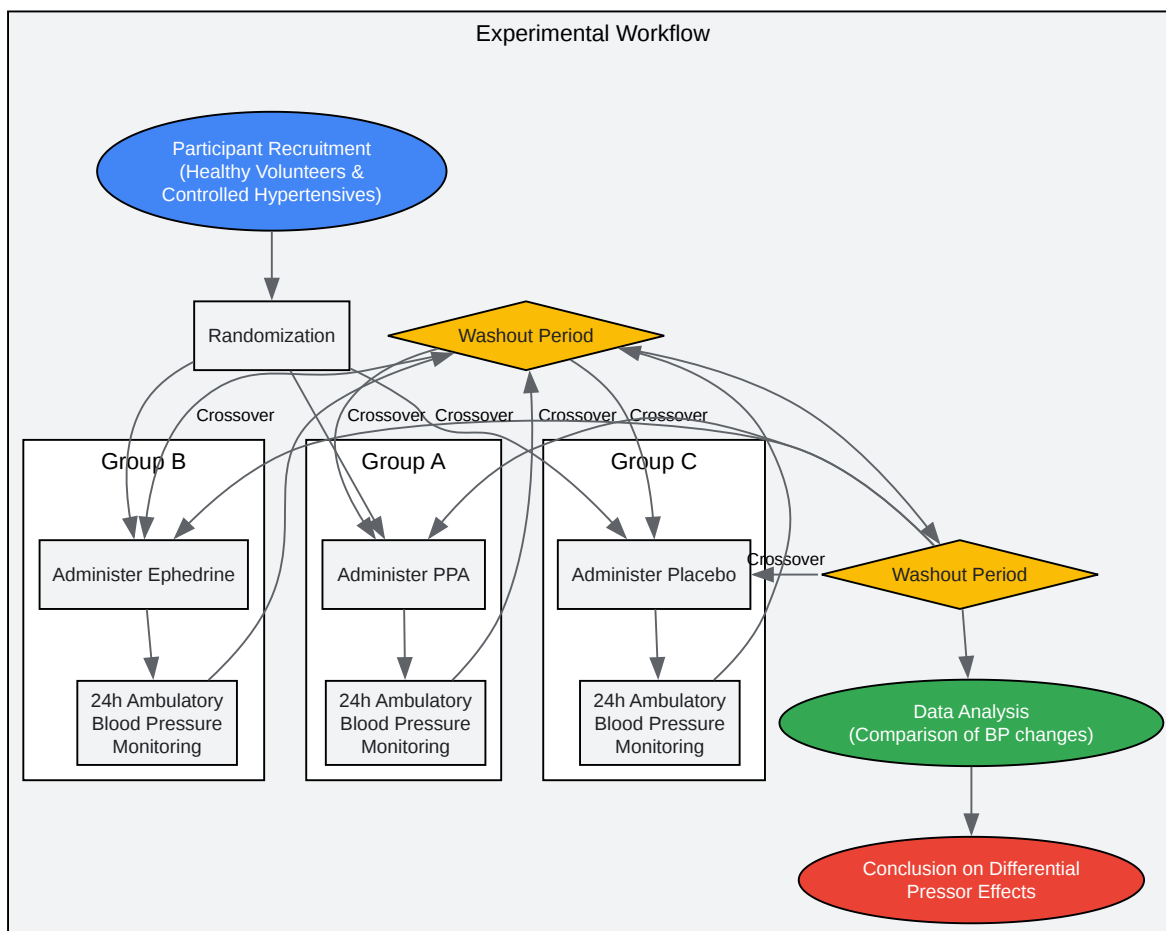 Experimental Workflow
Participant Recruitment
(Healthy Volunteers &
Controlled Hypertensives)
Randomization
Washout Period
Crossover
Crossover
Crossover
Crossover
Crossover
Group B
Group A
Group C
Administer Ephedrine
Administer PPA
Administer Placebo
Crossover
Washout Period
24h Ambulatory
Blood Pressure
Monitoring
24h Ambulatory
Blood Pressure
Monitoring
24h Ambulatory
Blood Pressure
Monitoring
Data Analysis
(Comparison of BP changes)
Conclusion on Differential
Pressor Effects